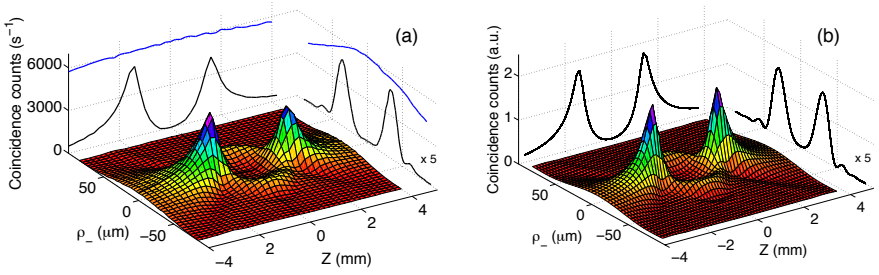 (a)
Coincidence counts (s⁻¹)
6000
3000
0
50
0
−50
ρ_ (μm)
−4
2
0
2
4
Z (mm)
x 5
(b)
Coincidence counts (a.u.)
2
1
0
50
0
−50
ρ_ (μm)
−4
−2
0
2
4
Z (mm)
x 5